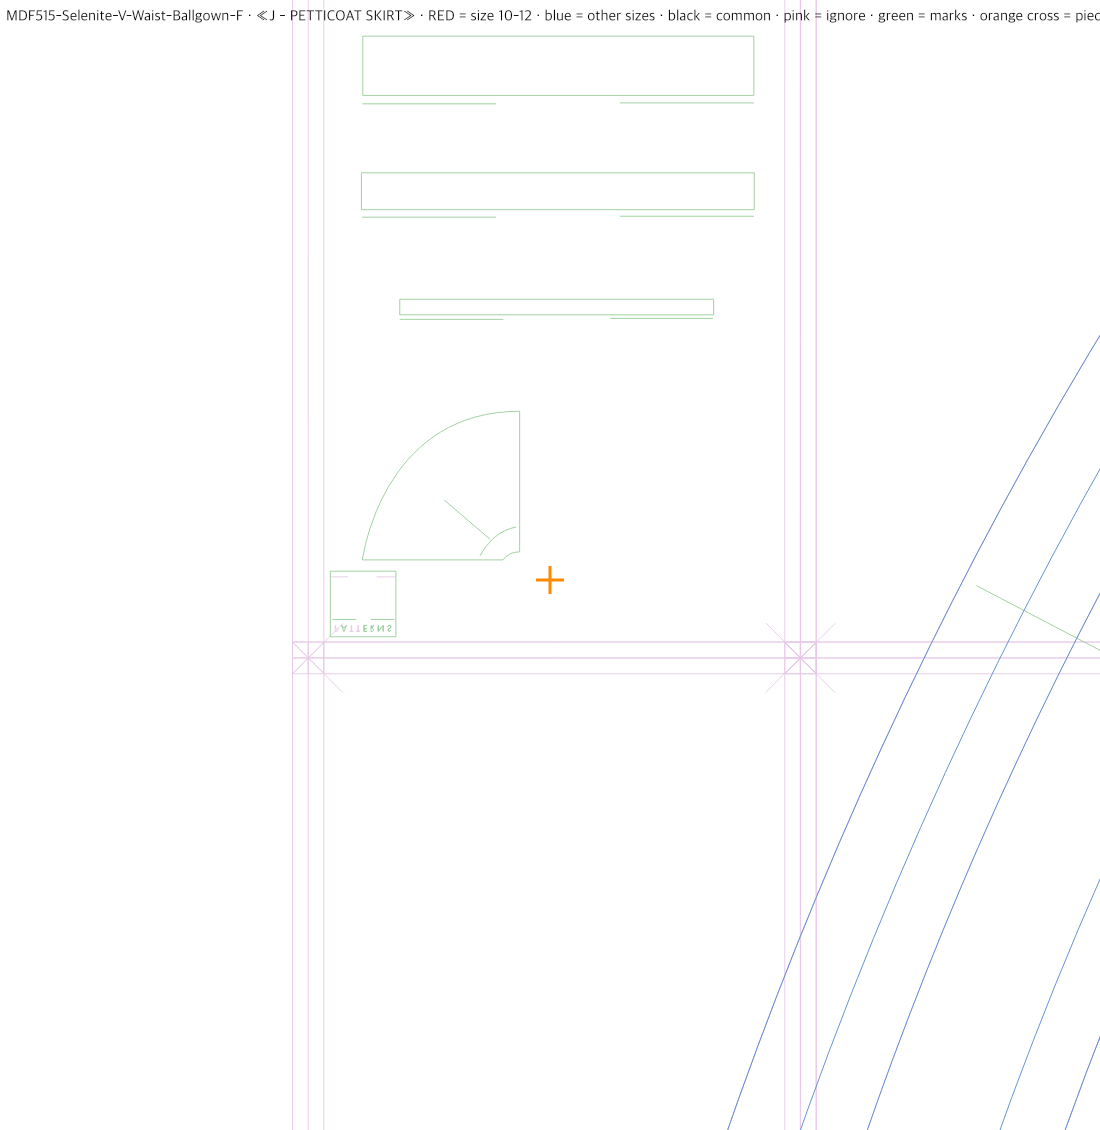 MDF515-Selenite-V-Waist-Ballgown-F · ≪J - PETTICOAT SKIRT≫ · RED = size 10-12 · blue = other sizes · black = common · pink = ignore · green = marks · orange cross = piec
PATTERNS